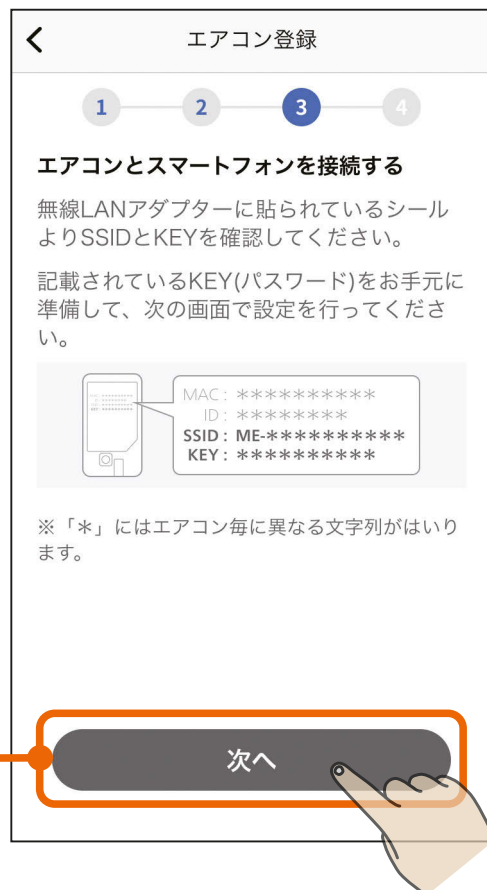 エアコン登録
1 2 3 4
エアコンとスマートフォンを接続する
無線LANアダプターに貼られているシール
よりSSIDとKEYを確認してください。
記載されているKEY(パスワード)をお手元に
準備して、次の画面で設定を行ってくださ
い。
MAC : **********
ID : ********
SSID : ME-**********
KEY : **********
※「*」にはエアコン毎に異なる文字列がはいり
ます。
次へ